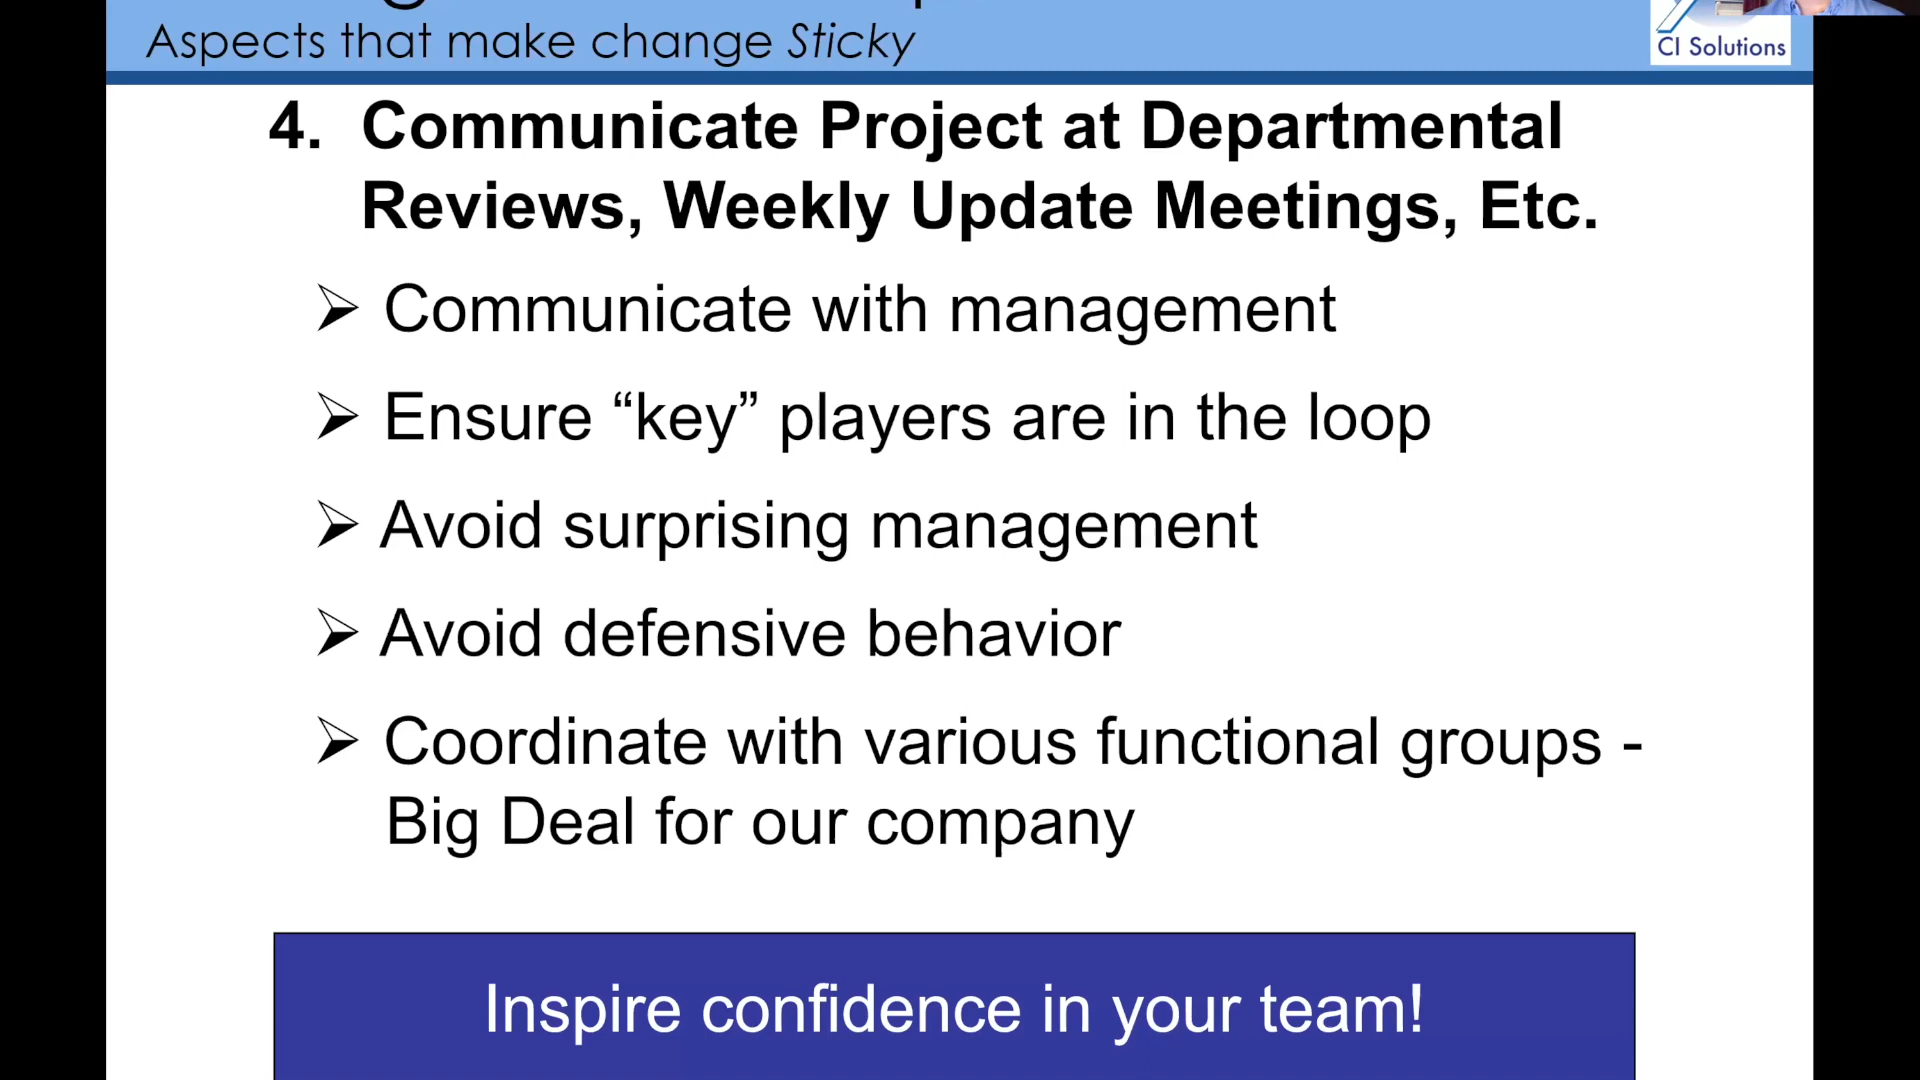 Aspects that make change Sticky
CI Solutions
4. Communicate Project at Departmental
Reviews, Weekly Update Meetings, Etc.
➢ Communicate with management
➢ Ensure “key” players are in the loop
➢ Avoid surprising management
➢ Avoid defensive behavior
➢ Coordinate with various functional groups -
Big Deal for our company
Inspire confidence in your team!